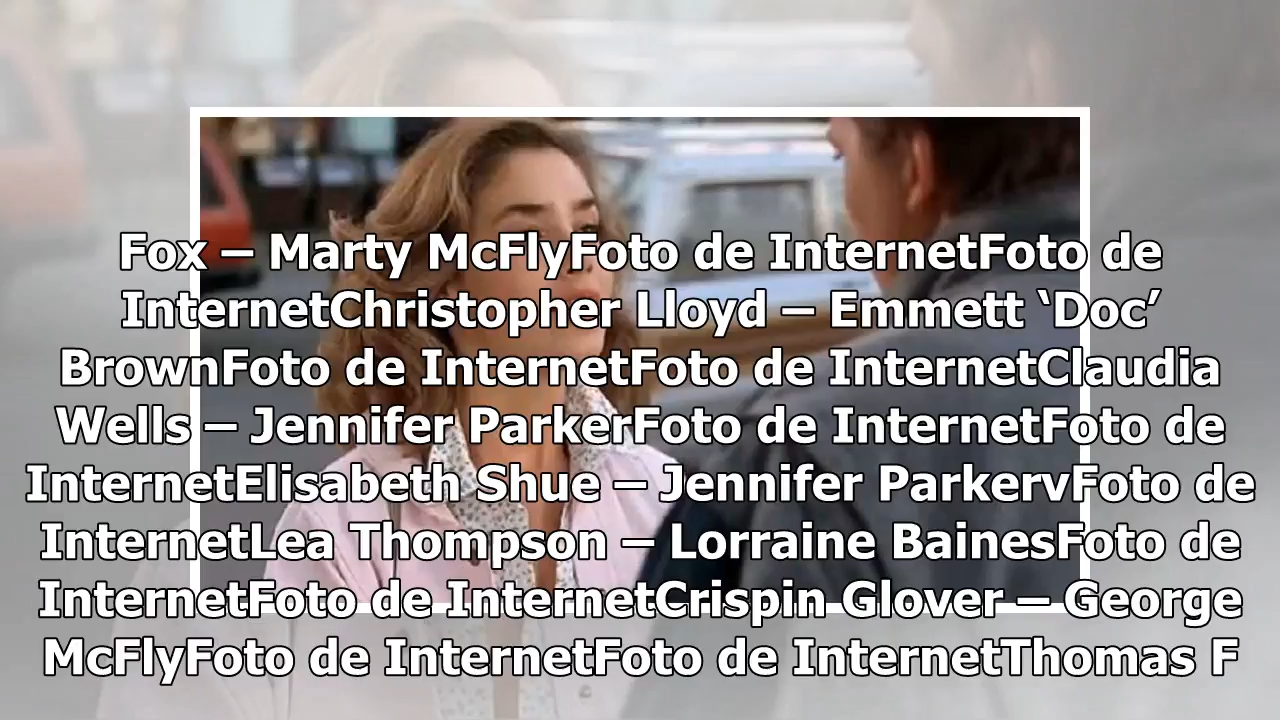 Fox – Marty McFlyFoto de InternetFoto de
InternetChristopher Lloyd – Emmett ‘Doc’
BrownFoto de InternetFoto de InternetClaudia
Wells – Jennifer ParkerFoto de InternetFoto de
InternetElisabeth Shue – Jennifer ParkervFoto de
InternetLea Thompson – Lorraine BainesFoto de
InternetFoto de InternetCrispin Glover – George
McFlyFoto de InternetFoto de InternetThomas F